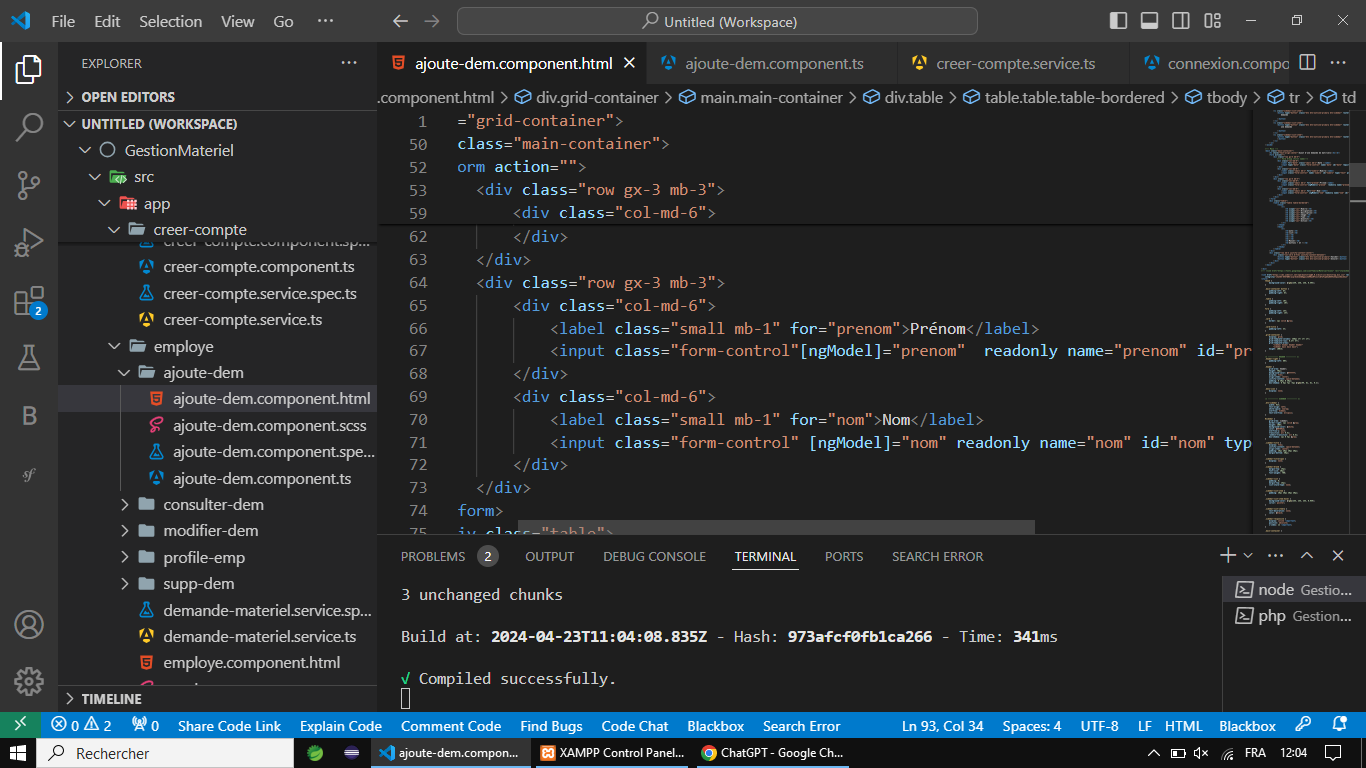 File Edit Selection View Go ··· Untitled (Workspace)
EXPLORER ···
OPEN EDITORS
UNTITLED (WORKSPACE)
GestionMateriel
src
app
creer-compte
creer-compte.component.sp...
creer-compte.component.ts
creer-compte.service.spec.ts
creer-compte.service.ts
employe
ajoute-dem
ajoute-dem.component.html
ajoute-dem.component.scss
ajoute-dem.component.spe...
ajoute-dem.component.ts
consulter-dem
modifier-dem
profile-emp
supp-dem
demande-materiel.service.sp...
demande-materiel.service.ts
employe.component.html
TIMELINE
2
B
sf
ajoute-dem.component.html ajoute-dem.component.ts creer-compte.service.ts connexion.compo ···
.component.html > div.grid-container > main.main-container > div.table > table.table.table-bordered > tbody > tr > td
1 ="grid-container">
50 class="main-container">
52 orm action="">
53 <div class="row gx-3 mb-3">
59 <div class="col-md-6">
62 </div>
63 </div>
64 <div class="row gx-3 mb-3">
65 <div class="col-md-6">
66 <label class="small mb-1" for="prenom">Prénom</label>
67 <input class="form-control"[ngModel]="prenom"  readonly name="prenom" id="pr
68 </div>
69 <div class="col-md-6">
70 <label class="small mb-1" for="nom">Nom</label>
71 <input class="form-control" [ngModel]="nom" readonly name="nom" id="nom" typ
72 </div>
73 </div>
74 form>
75 iv class="table">
PROBLEMS 2 OUTPUT DEBUG CONSOLE TERMINAL PORTS SEARCH ERROR
3 unchanged chunks
Build at: 2024-04-23T11:04:08.835Z - Hash: 973afcf0fb1ca266 - Time: 341ms
√ Compiled successfully.
node Gestio...
php Gestion...
0 2 0 Share Code Link Explain Code Comment Code Find Bugs Code Chat Blackbox Search Error Ln 93, Col 34 Spaces: 4 UTF-8 LF HTML Blackbox
Rechercher ajoute-dem.compon... XAMPP Control Panel... ChatGPT - Google Ch... FRA 12:04